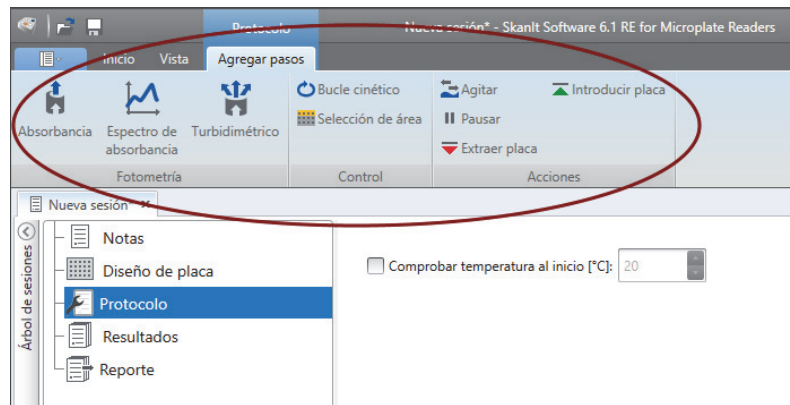 Protocolo
Nueva sesión* - SkanIt Software 6.1 RE for Microplate Readers
Inicio Vista Agregar pasos
Absorbancia
Espectro de
absorbancia
Turbidimétrico
Fotometría
Bucle cinético
Selección de área
Control
Agitar
Introducir placa
Pausar
Extraer placa
Acciones
Nueva sesión*
Árbol de sesiones
Notas
Diseño de placa
Comprobar temperatura al inicio [°C]: 20
Protocolo
Resultados
Reporte